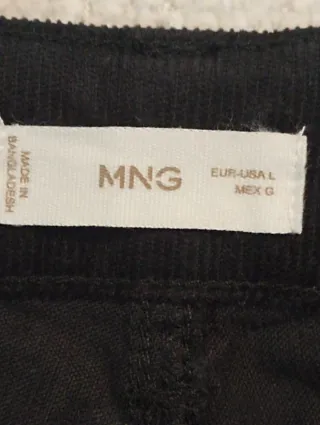 MADE IN
BANGLADESH
MNG
EUR-USA L
MEX G